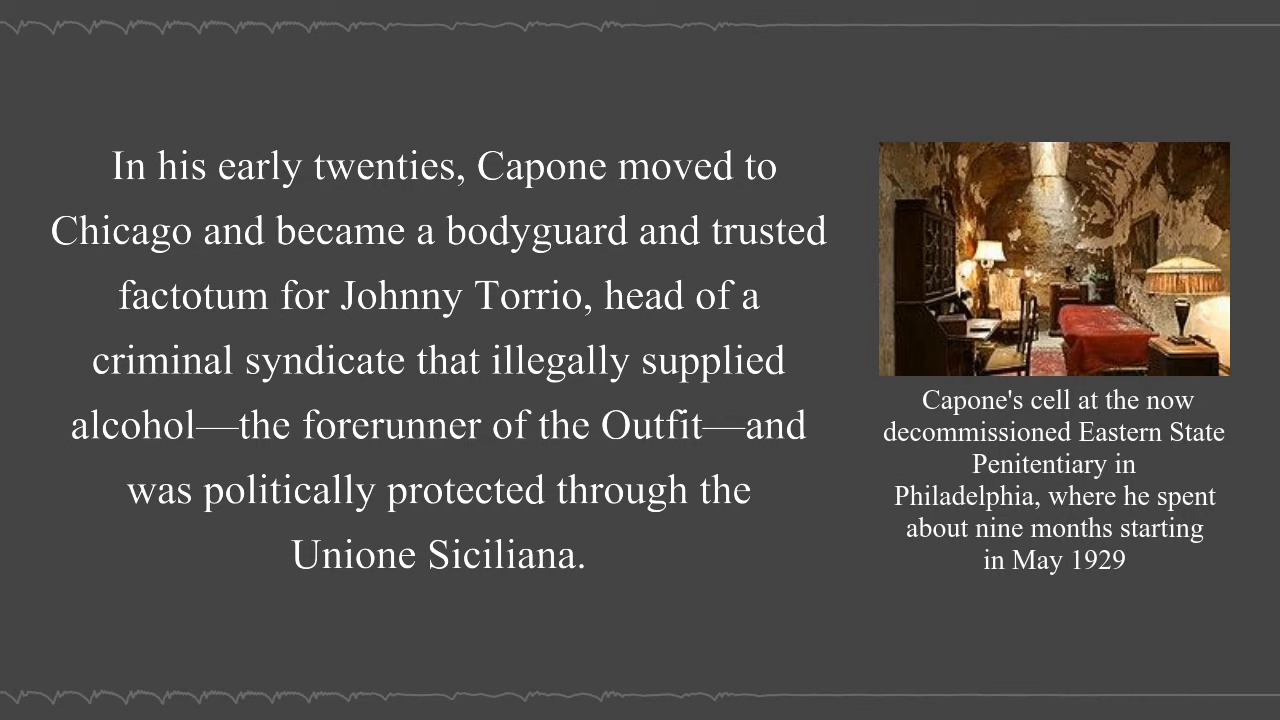 In his early twenties, Capone moved to
Chicago and became a bodyguard and trusted
factotum for Johnny Torrio, head of a
criminal syndicate that illegally supplied
alcohol—the forerunner of the Outfit—and
was politically protected through the
Unione Siciliana.
Capone's cell at the now
decommissioned Eastern State
Penitentiary in
Philadelphia, where he spent
about nine months starting
in May 1929